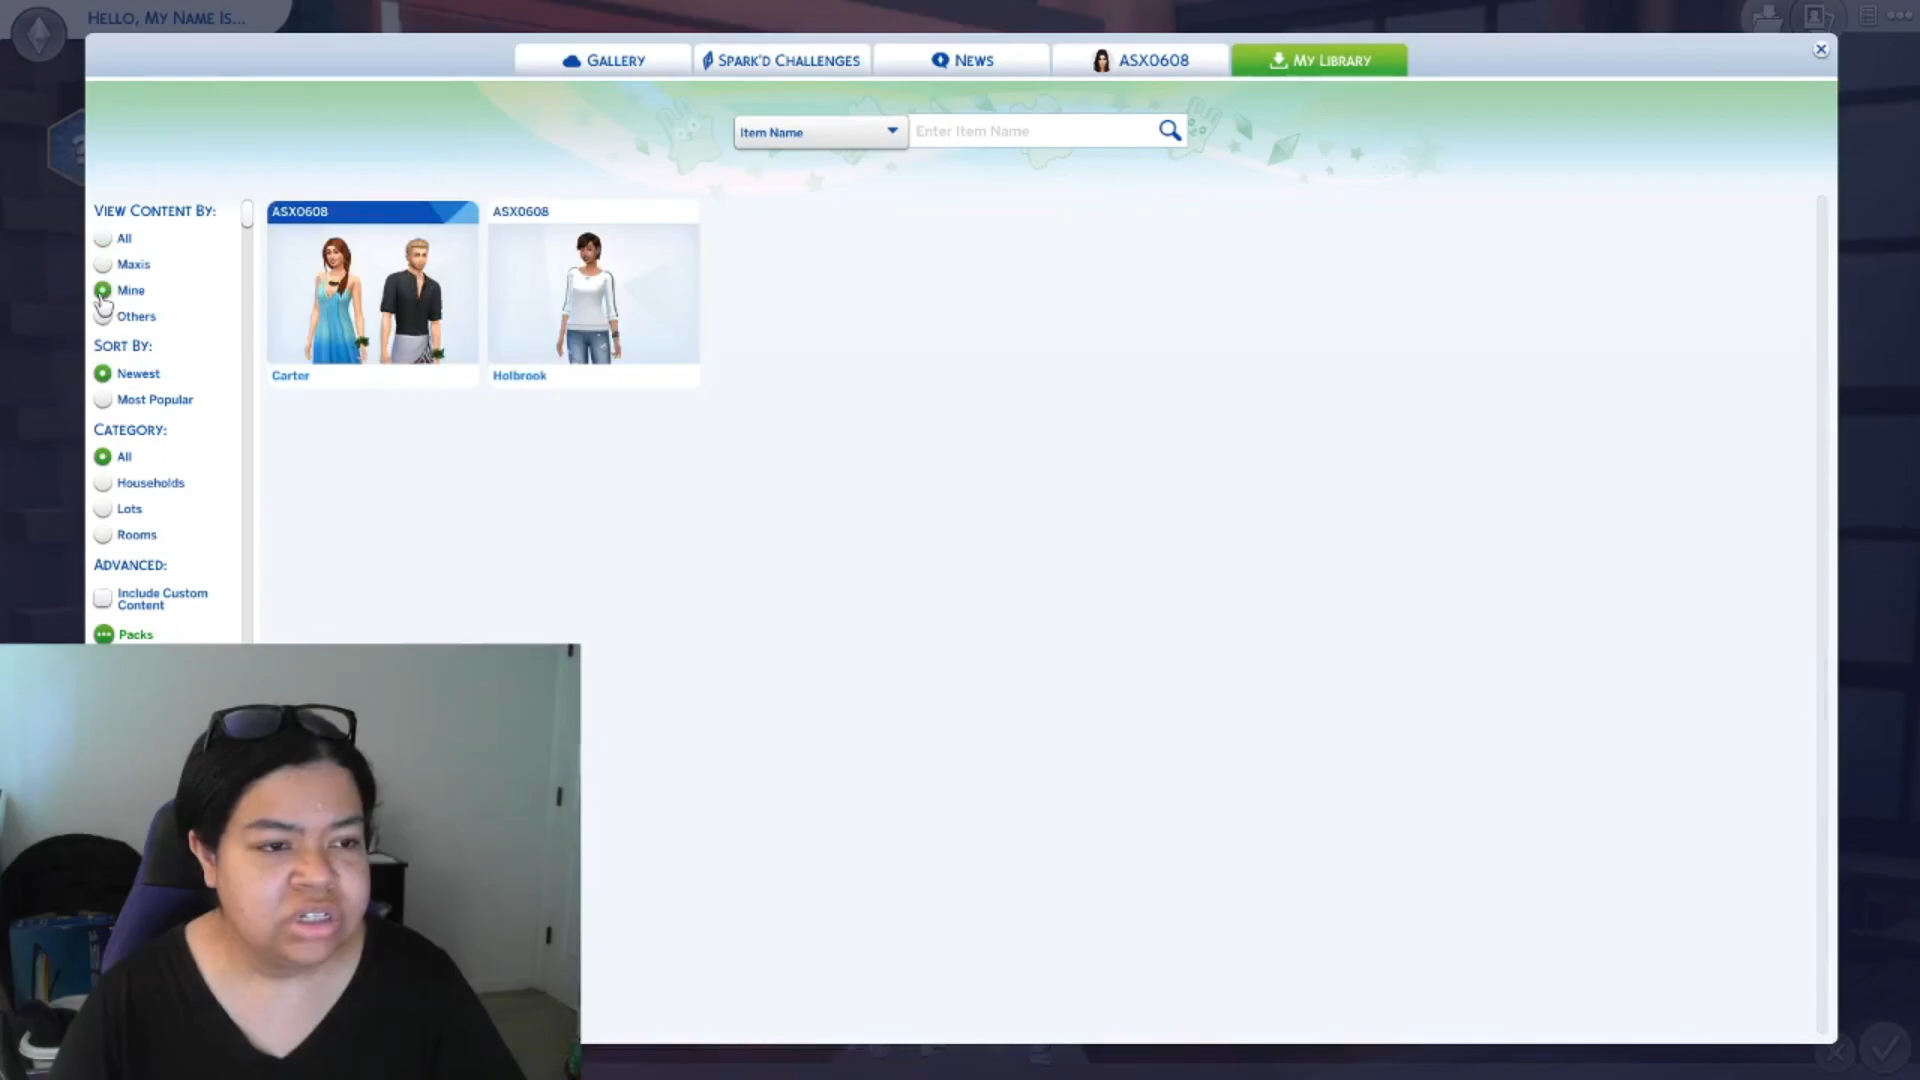 Hello, My Name Is...
Gallery
Spark'd Challenges
News
ASX0608
My Library
Item Name
Enter Item Name
View Content By:
All
Maxis
Mine
Others
Sort By:
Newest
Most Popular
Category:
All
Households
Lots
Rooms
Advanced:
Include Custom
Content
Packs
ASX0608
Carter
ASX0608
Holbrook